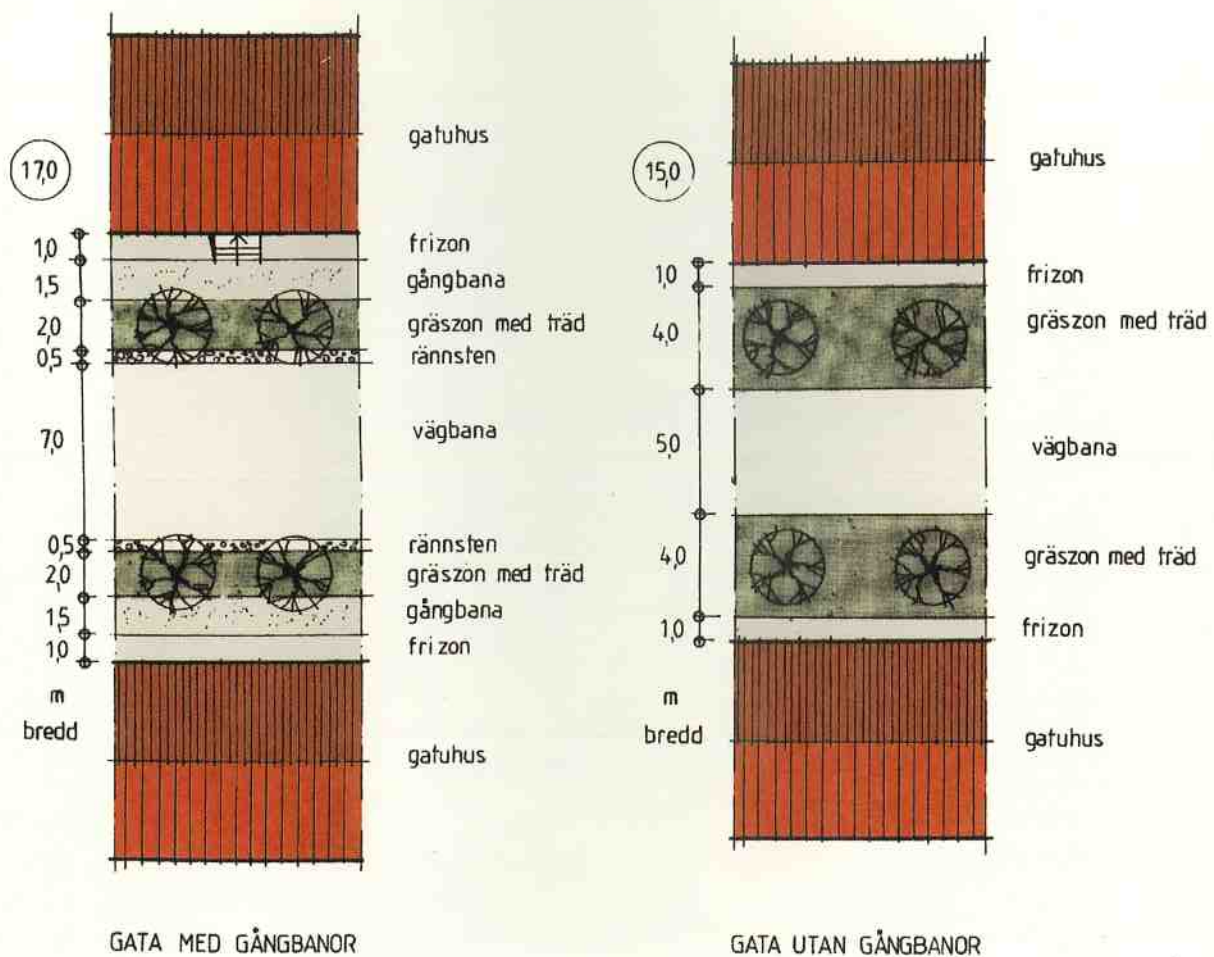 17,0
gatuhus
1,0 frizon
1,5 gångbana
2,0 gräszon med träd
0,5 rännsten
7,0 vägbana
0,5 rännsten
2,0 gräszon med träd
1,5 gångbana
1,0 frizon
m
bredd
gatuhus
GATA MED GÅNGBANOR
15,0
gatuhus
1,0 frizon
4,0 gräszon med träd
5,0 vägbana
4,0 gräszon med träd
1,0 frizon
m
bredd
gatuhus
GATA UTAN GÅNGBANOR